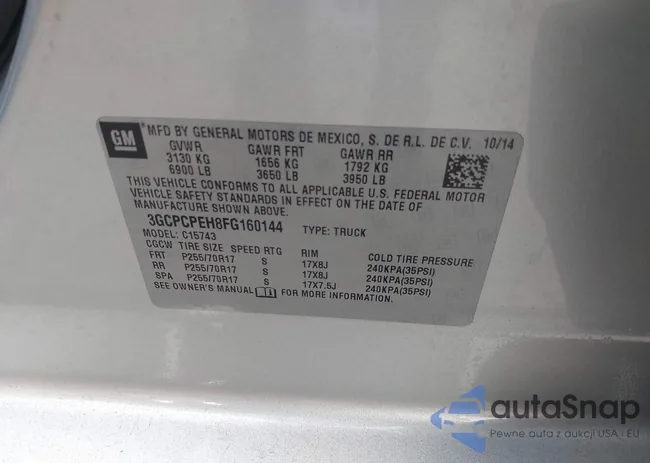 GM® MFD BY GENERAL MOTORS DE MEXICO, S. DE R.L. DE C.V. 10/14
GVWR GAWR FRT GAWR RR
3130 KG 1656 KG 1792 KG
6900 LB 3650 LB 3950 LB
THIS VEHICLE CONFORMS TO ALL APPLICABLE U.S. FEDERAL MOTOR
VEHICLE SAFETY STANDARDS IN EFFECT ON THE DATE OF
MANUFACTURE SHOWN ABOVE.
3GCPCPEH8FG160144 TYPE: TRUCK
MODEL: C15743
CGCW TIRE SIZE SPEED RTG RIM COLD TIRE PRESSURE
FRT P255/70R17 S 17X8J 240KPA(35PSI)
RR P255/70R17 S 17X8J 240KPA(35PSI)
SPA P255/70R17 S 17X7.5J 240KPA(35PSI)
SEE OWNER'S MANUAL FOR MORE INFORMATION.
autaSnap
Pewne auta z aukcji USA i EU